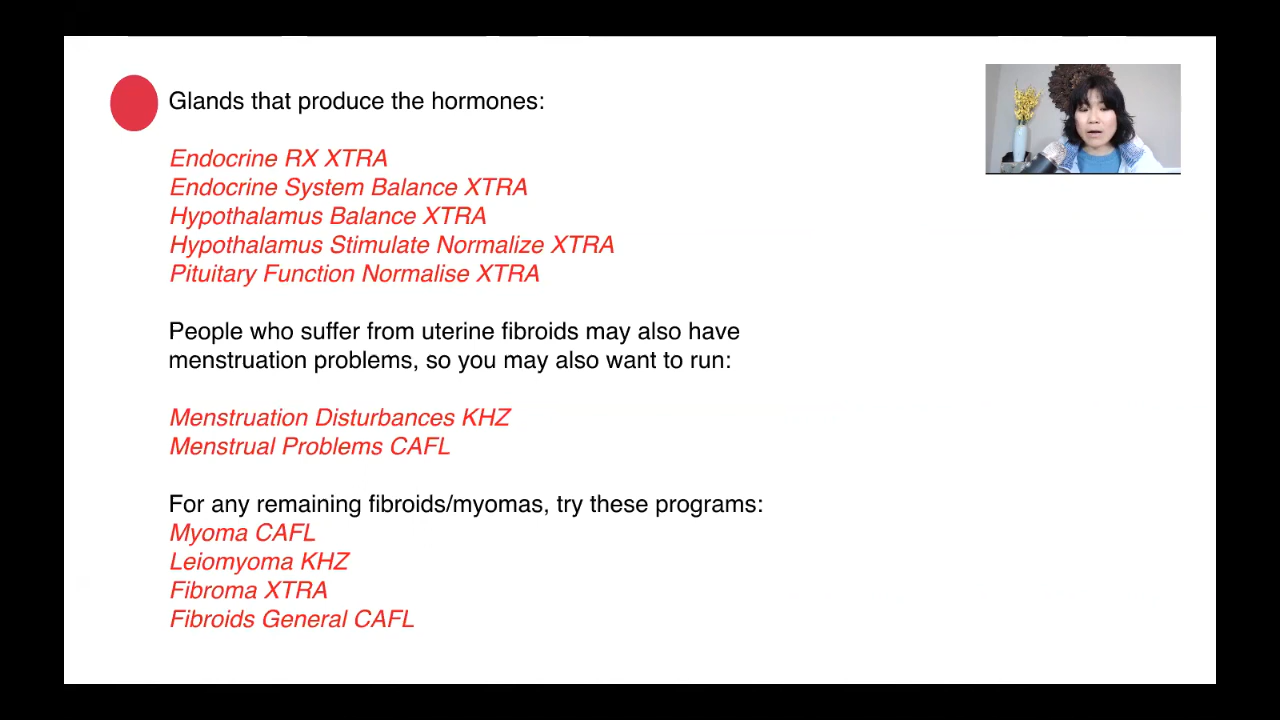 Glands that produce the hormones:
Endocrine RX XTRA
Endocrine System Balance XTRA
Hypothalamus Balance XTRA
Hypothalamus Stimulate Normalize XTRA
Pituitary Function Normalise XTRA
People who suffer from uterine fibroids may also have
menstruation problems, so you may also want to run:
Menstruation Disturbances KHZ
Menstrual Problems CAFL
For any remaining fibroids/myomas, try these programs:
Myoma CAFL
Leiomyoma KHZ
Fibroma XTRA
Fibroids General CAFL